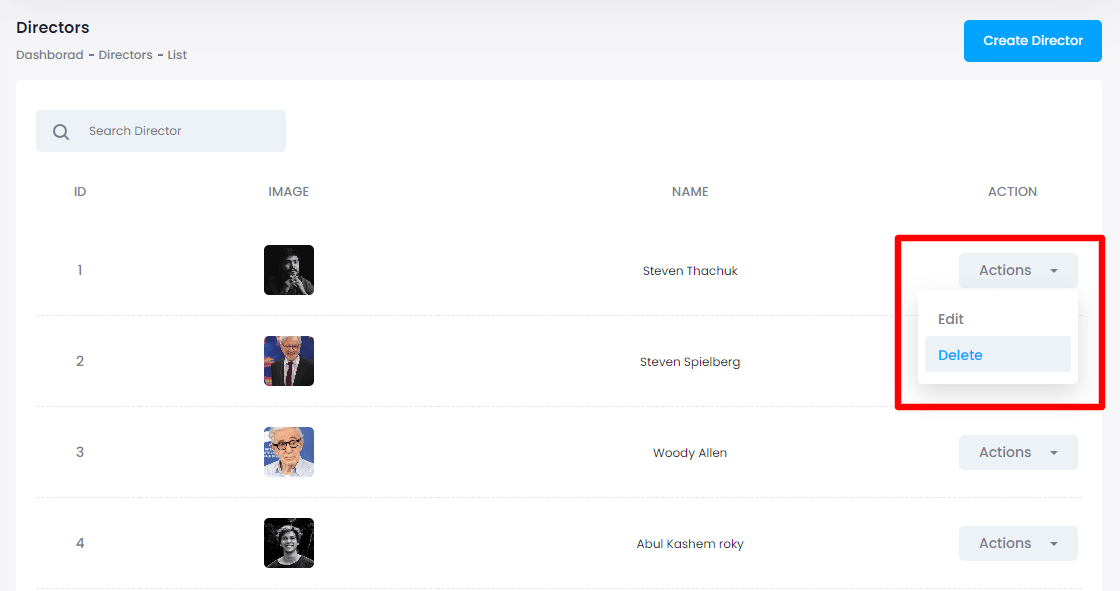 Directors
Dashborad - Directors - List
Create Director
Search Director
ID IMAGE NAME ACTION
1 Steven Thachuk Actions
Edit
Delete
2 Steven Spielberg
3 Woody Allen Actions
4 Abul Kashem roky Actions